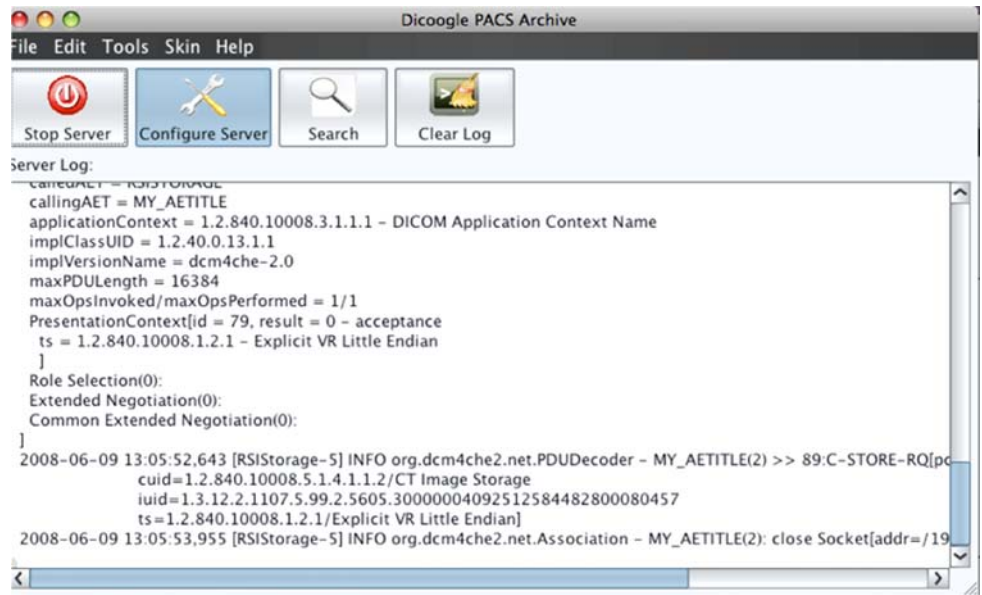 Dicoogle PACS Archive
File Edit Tools Skin Help
Stop Server Configure Server Search Clear Log
Server Log:
calledAET = RSISTORAGE
callingAET = MY_AETITLE
applicationContext = 1.2.840.10008.3.1.1.1 - DICOM Application Context Name
implClassUID = 1.2.40.0.13.1.1
implVersionName = dcm4che-2.0
maxPDULength = 16384
maxOpsInvoked/maxOpsPerformed = 1/1
PresentationContext[id = 79, result = 0 - acceptance
ts = 1.2.840.10008.1.2.1 - Explicit VR Little Endian
]
Role Selection(0):
Extended Negotiation(0):
Common Extended Negotiation(0):
]
2008-06-09 13:05:52,643 [RSIStorage-5] INFO org.dcm4che2.net.PDUDecoder - MY_AETITLE(2) >> 89:C-STORE-RQ[pc
cuid=1.2.840.10008.5.1.4.1.1.2/CT Image Storage
iuid=1.3.12.2.1107.5.99.2.5605.30000004092512584482800080457
ts=1.2.840.10008.1.2.1/Explicit VR Little Endian]
2008-06-09 13:05:53,955 [RSIStorage-5] INFO org.dcm4che2.net.Association - MY_AETITLE(2): close Socket[addr=/19